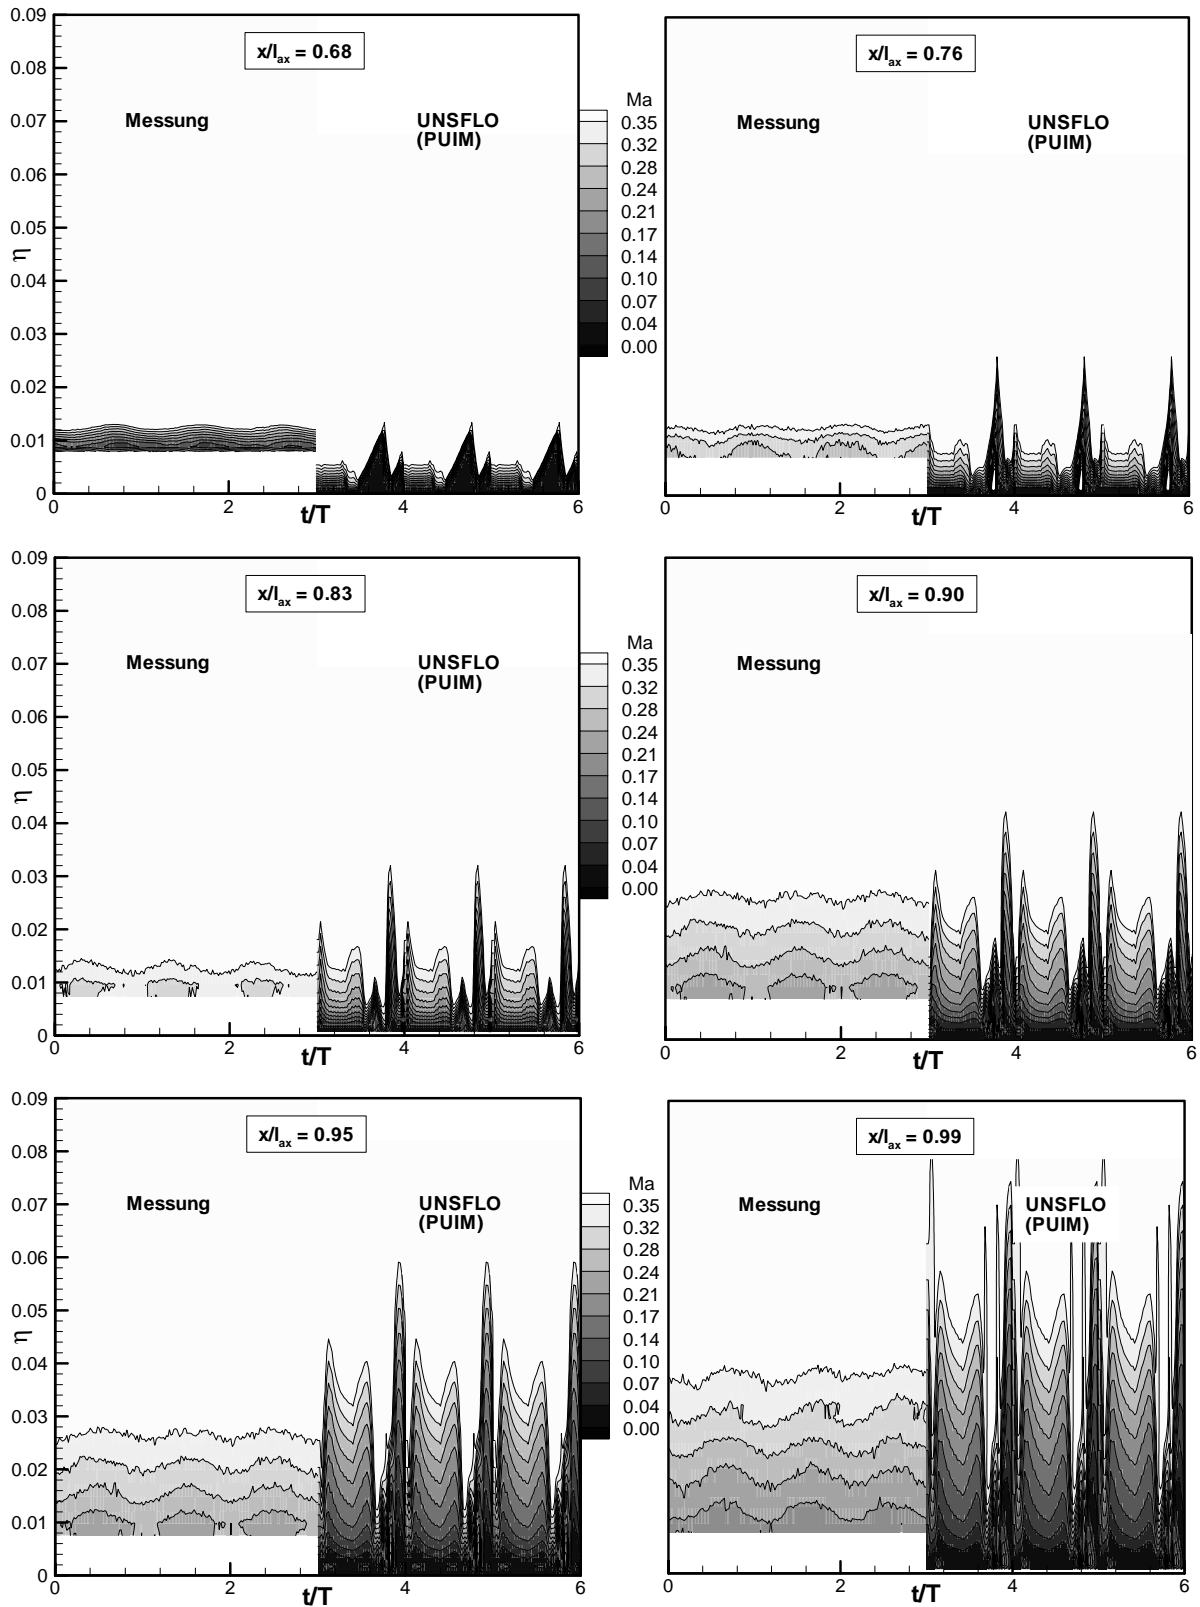 x/lax = 0.68
Messung
UNSFLO
(PUIM)
0.09
0.08
0.07
0.06
0.05
0.04
0.03
0.02
0.01
0
η
0 2 4 6
t/T
Ma
0.35
0.32
0.28
0.24
0.21
0.17
0.14
0.10
0.07
0.04
0.00
x/lax = 0.76
Messung
UNSFLO
(PUIM)
0 2 4 6
t/T
x/lax = 0.83
Messung
UNSFLO
(PUIM)
0.09
0.08
0.07
0.06
0.05
0.04
0.03
0.02
0.01
0
η
0 2 4 6
t/T
Ma
0.35
0.32
0.28
0.24
0.21
0.17
0.14
0.10
0.07
0.04
0.00
x/lax = 0.90
Messung
0 2 4 6
t/T
x/lax = 0.95
Messung
UNSFLO
(PUIM)
0.09
0.08
0.07
0.06
0.05
0.04
0.03
0.02
0.01
0
η
0 2 4 6
t/T
Ma
0.35
0.32
0.28
0.24
0.21
0.17
0.14
0.10
0.07
0.04
0.00
x/lax = 0.99
Messung
UNSFLO
(PUIM)
0 2 4 6
t/T